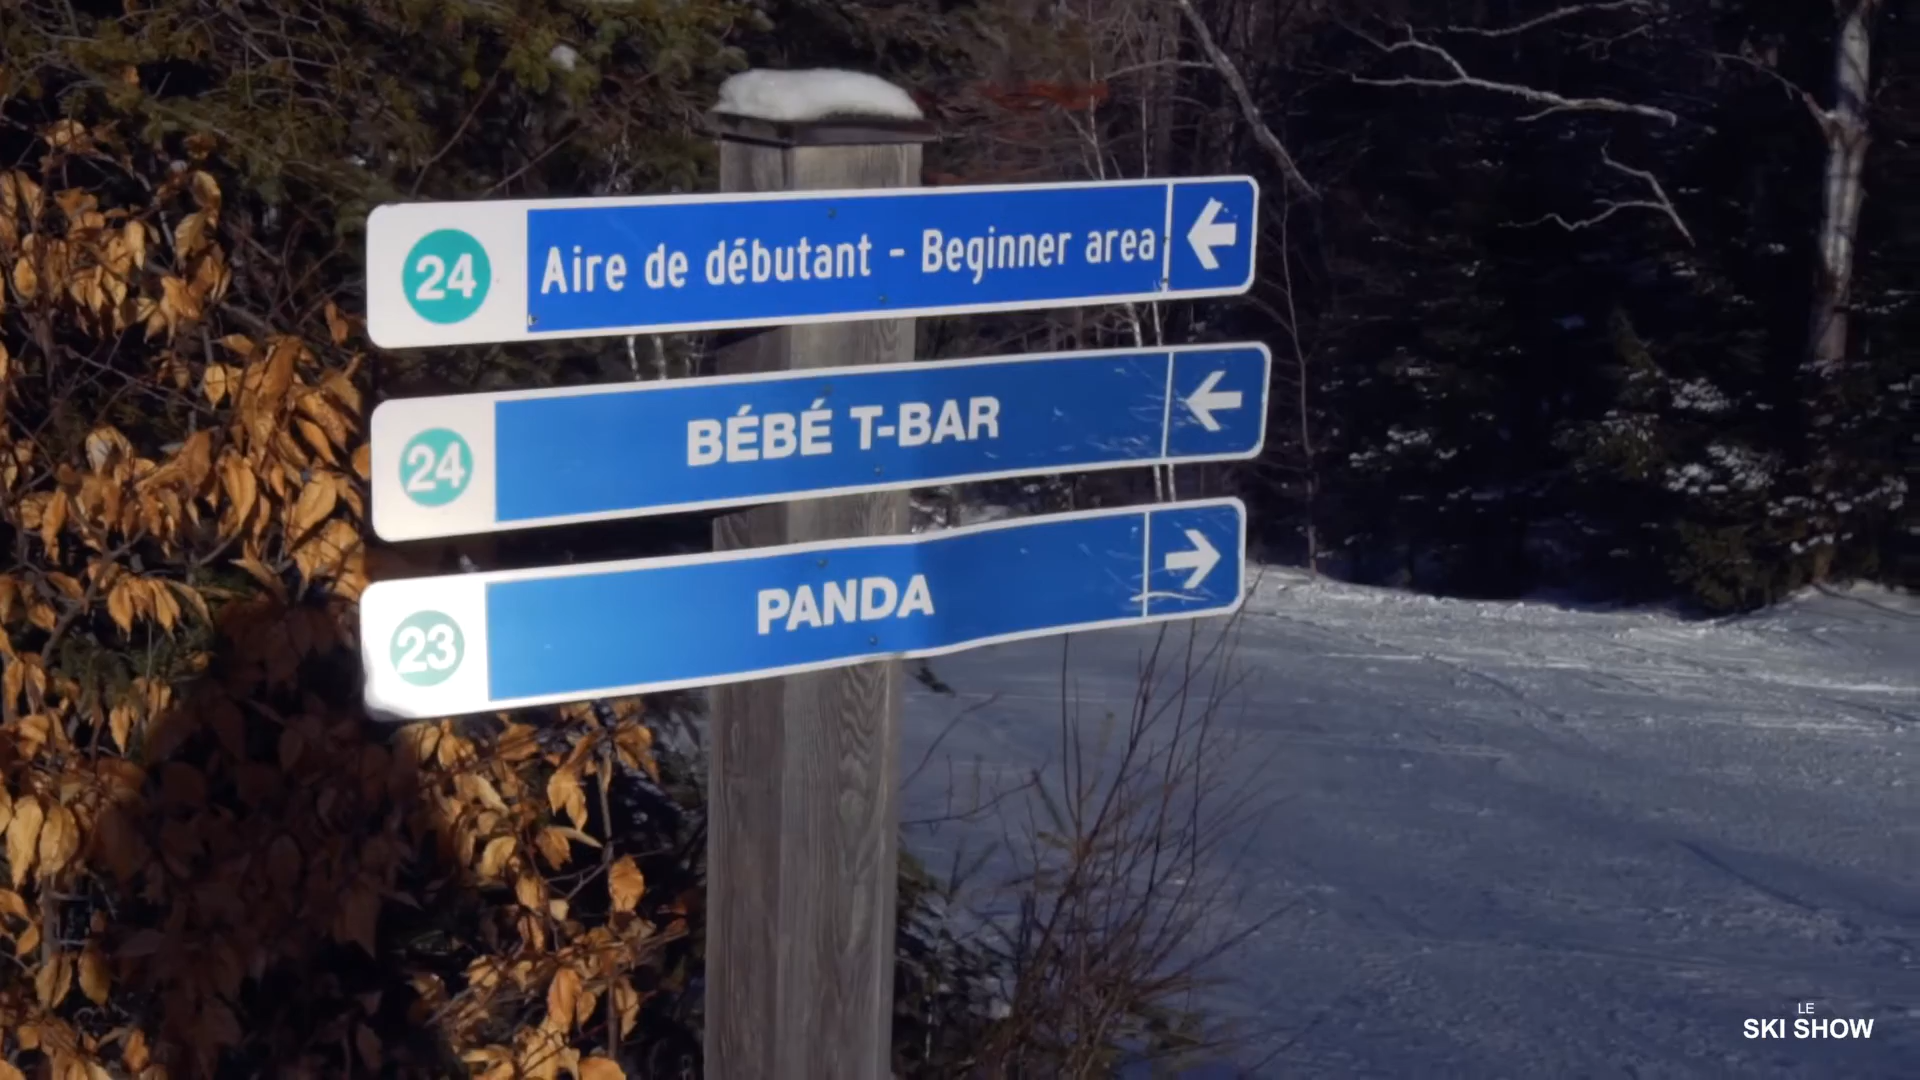 24 Aire de débutant - Beginner area
24 BÉBÉ T-BAR
23 PANDA
LE
SKI SHOW